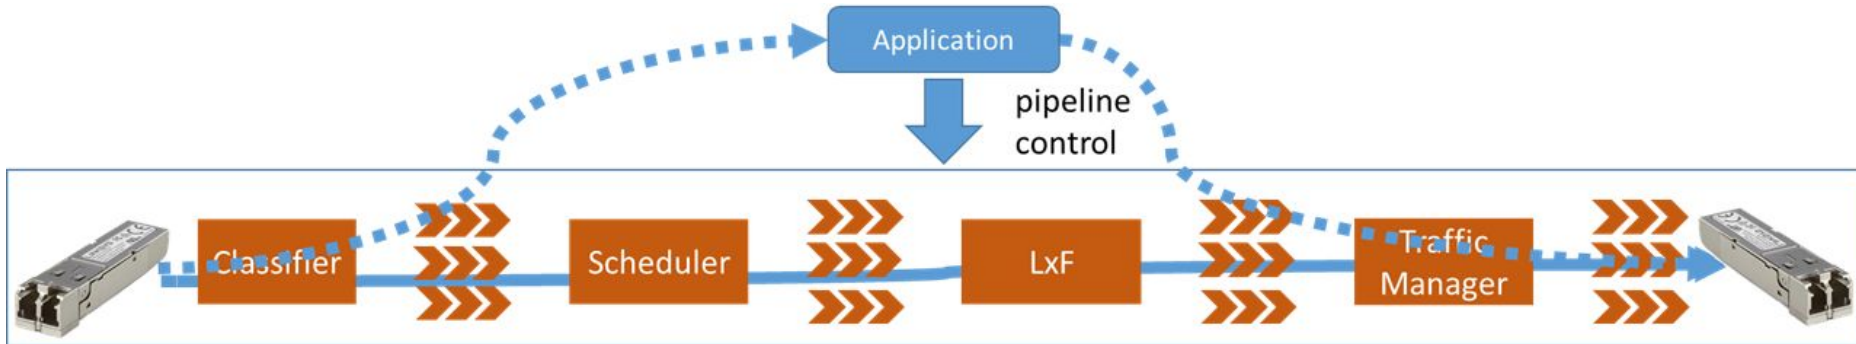 Application
pipeline
control
Classifier
Scheduler
LxF
Traffic
Manager